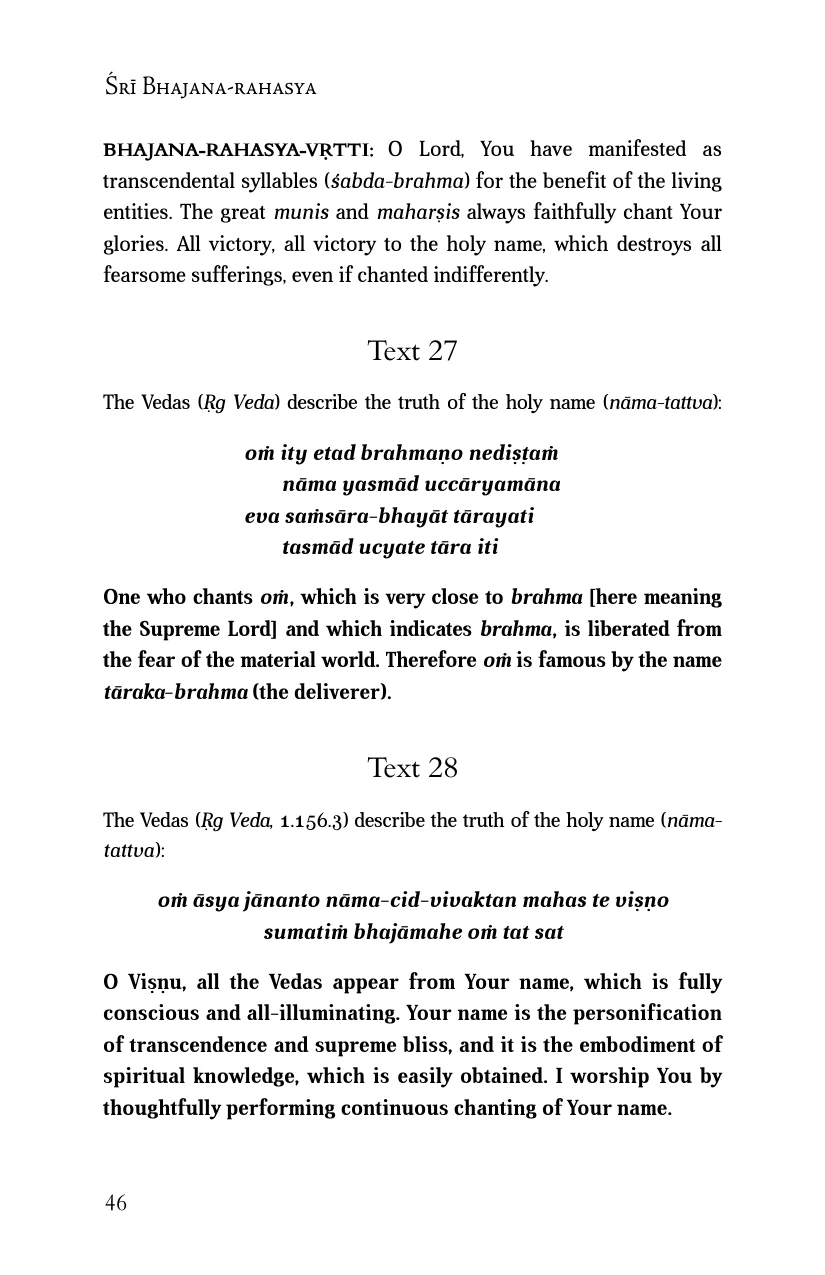 Śrī Bhajana-rahasya
BHAJANA-RAHASYA-VṚTTI: O Lord, You have manifested as
transcendental syllables (śabda-brahma) for the benefit of the living
entities. The great munis and maharṣis always faithfully chant Your
glories. All victory, all victory to the holy name, which destroys all
fearsome sufferings, even if chanted indifferently.
Text 27
The Vedas (Ṛg Veda) describe the truth of the holy name (nāma-tattva):
oṁ ity etad brahmaṇo nediṣṭaṁ
nāma yasmād uccāryamāna
eva saṁsāra-bhayāt tārayati
tasmād ucyate tāra iti
One who chants oṁ, which is very close to brahma [here meaning
the Supreme Lord] and which indicates brahma, is liberated from
the fear of the material world. Therefore oṁ is famous by the name
tāraka-brahma (the deliverer).
Text 28
The Vedas (Ṛg Veda, 1.156.3) describe the truth of the holy name (nāma-
tattva):
oṁ āsya jānanto nāma-cid-vivaktan mahas te viṣṇo
sumatiṁ bhajāmahe oṁ tat sat
O Viṣṇu, all the Vedas appear from Your name, which is fully
conscious and all-illuminating. Your name is the personification
of transcendence and supreme bliss, and it is the embodiment of
spiritual knowledge, which is easily obtained. I worship You by
thoughtfully performing continuous chanting of Your name.
46